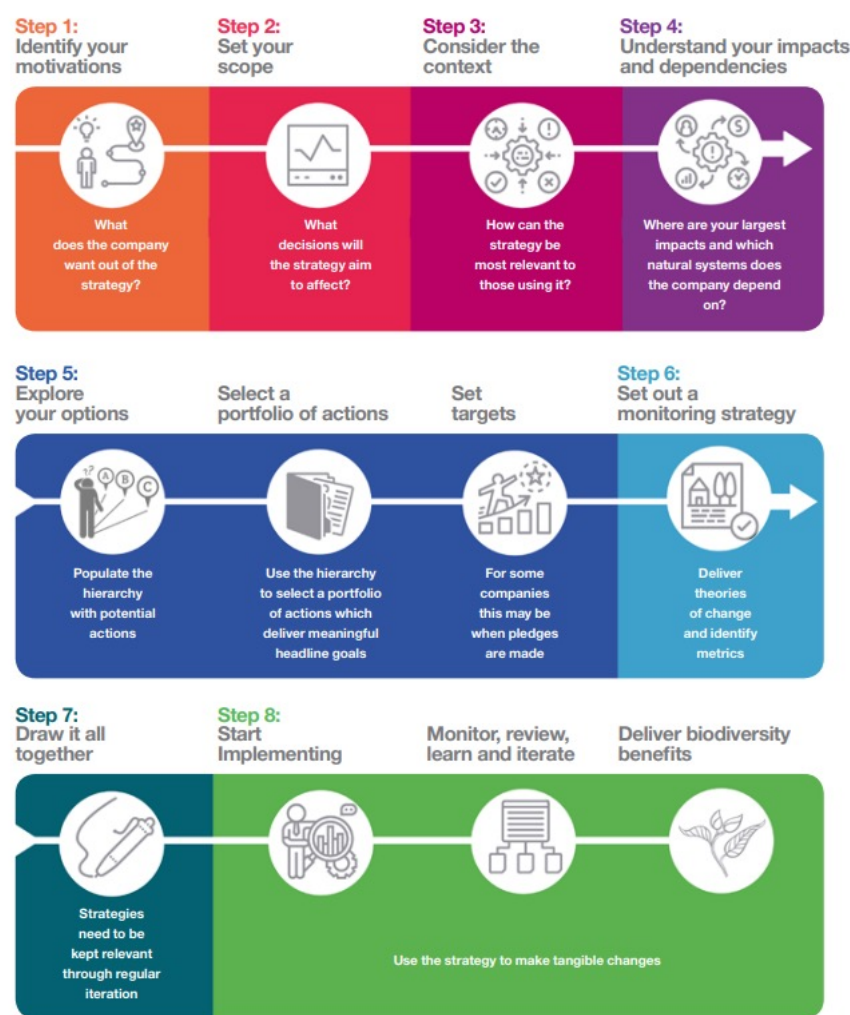 Step 1:
Identify your
motivations
Step 2:
Set your
scope
Step 3:
Consider the
context
Step 4:
Understand your impacts
and dependencies
What
does the company
want out of the
strategy?
What
decisions will
the strategy aim
to affect?
How can the
strategy be
most relevant to
those using it?
Where are your largest
impacts and which
natural systems does
the company depend
on?
Step 5:
Explore
your options
Select a
portfolio of actions
Set
targets
Step 6:
Set out a
monitoring strategy
??
A
B
C
Populate the
hierarchy
with potential
actions
Use the hierarchy
to select a portfolio
of actions which
deliver meaningful
headline goals
For some
companies
this may be
when pledges
are made
Deliver
theories
of change
and identify
metrics
Step 7:
Draw it all
together
Step 8:
Start
Implementing
Monitor, review,
learn and iterate
Deliver biodiversity
benefits
Strategies
need to be
kept relevant
through regular
iteration
Use the strategy to make tangible changes